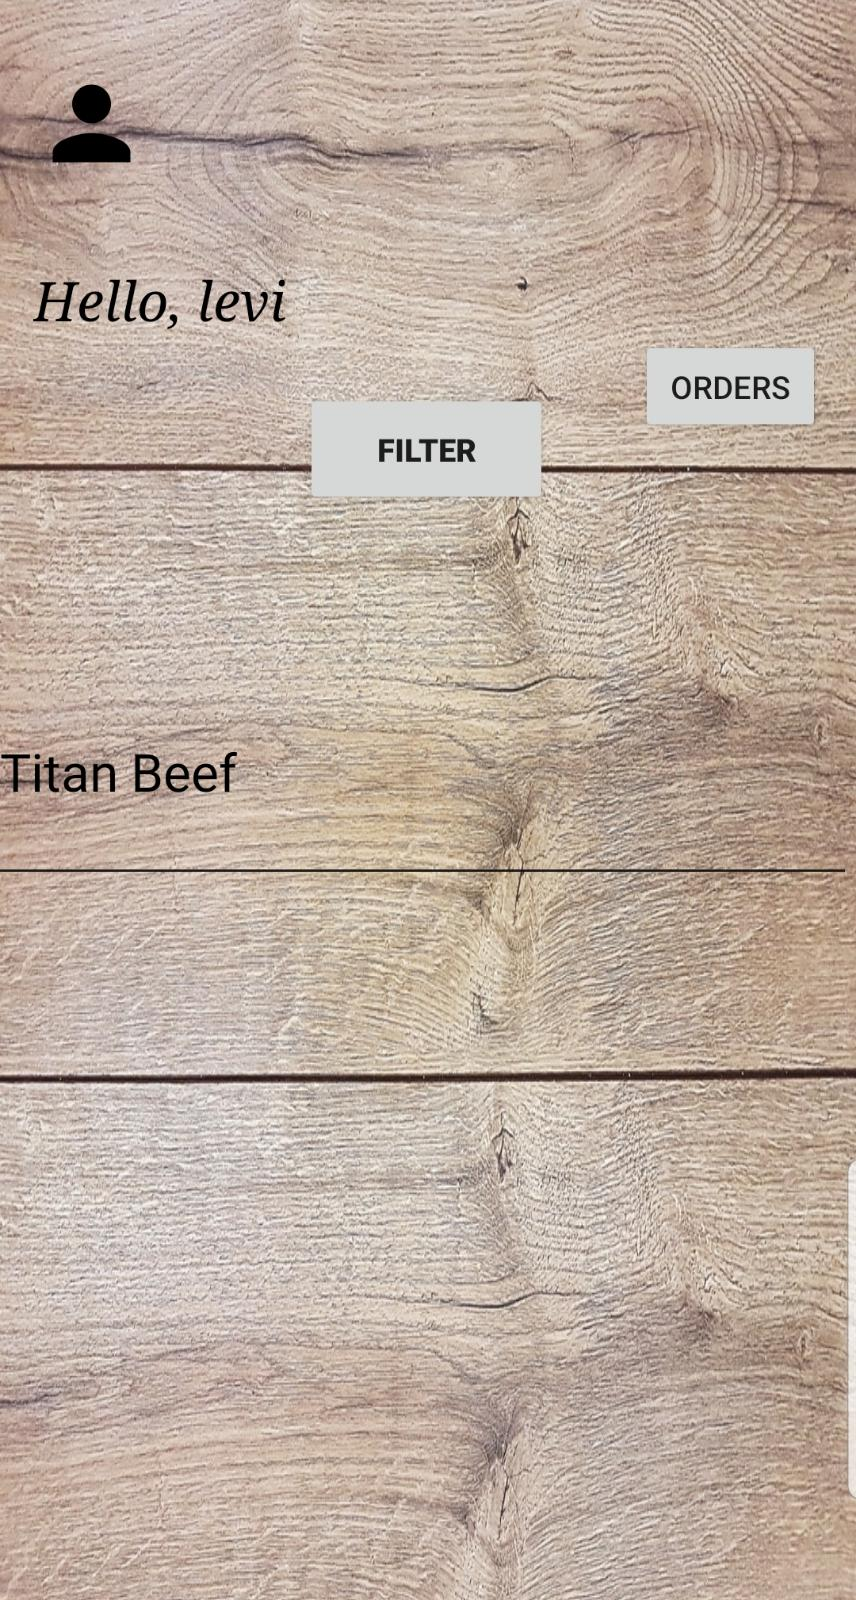 Hello, levi
ORDERS
FILTER
Titan Beef